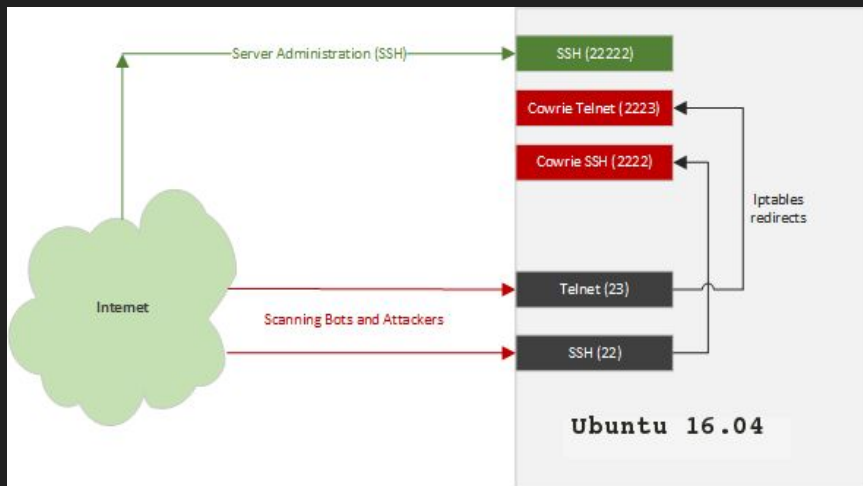 Server Administration (SSH)
SSH (22222)
Cowrie Telnet (2223)
Cowrie SSH (2222)
Iptables
redirects
Internet
Scanning Bots and Attackers
Telnet (23)
SSH (22)
Ubuntu 16.04